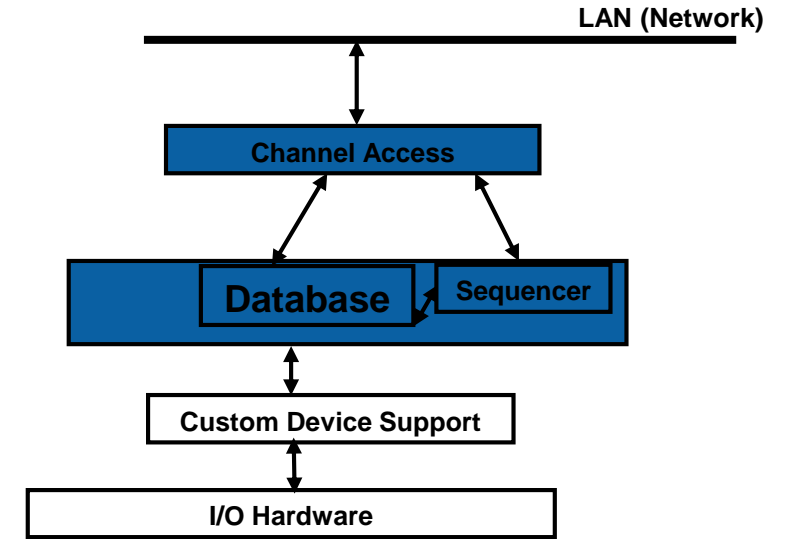 LAN (Network)
Channel Access
Database
Sequencer
Custom Device Support
I/O Hardware